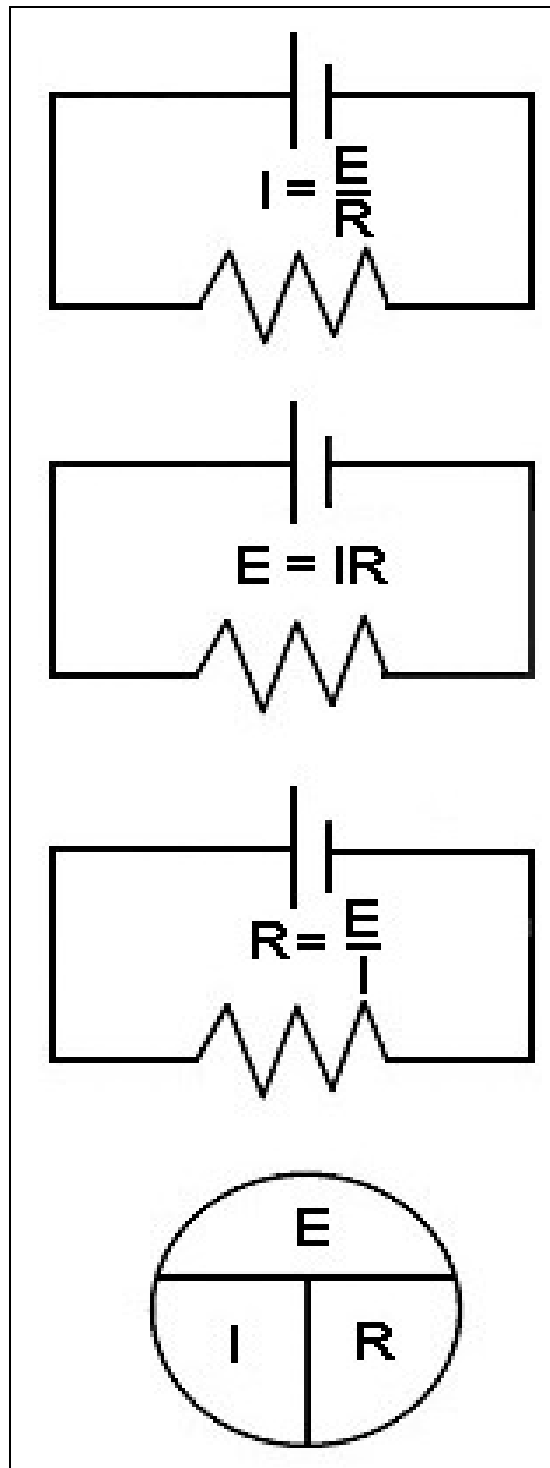 I = E/R
E = IR
R = E/I
E
I R